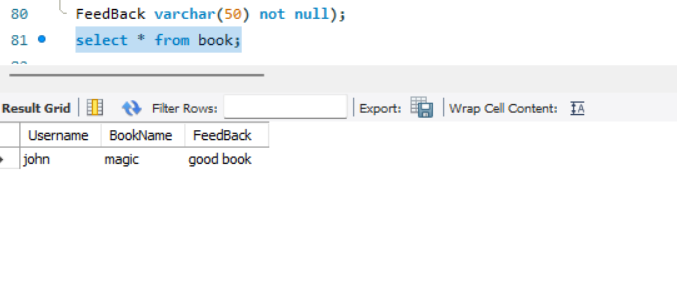 80 FeedBack varchar(50) not null);
81 select * from book;
Result Grid Filter Rows: Export: Wrap Cell Content:
Username BookName FeedBack
john magic good book